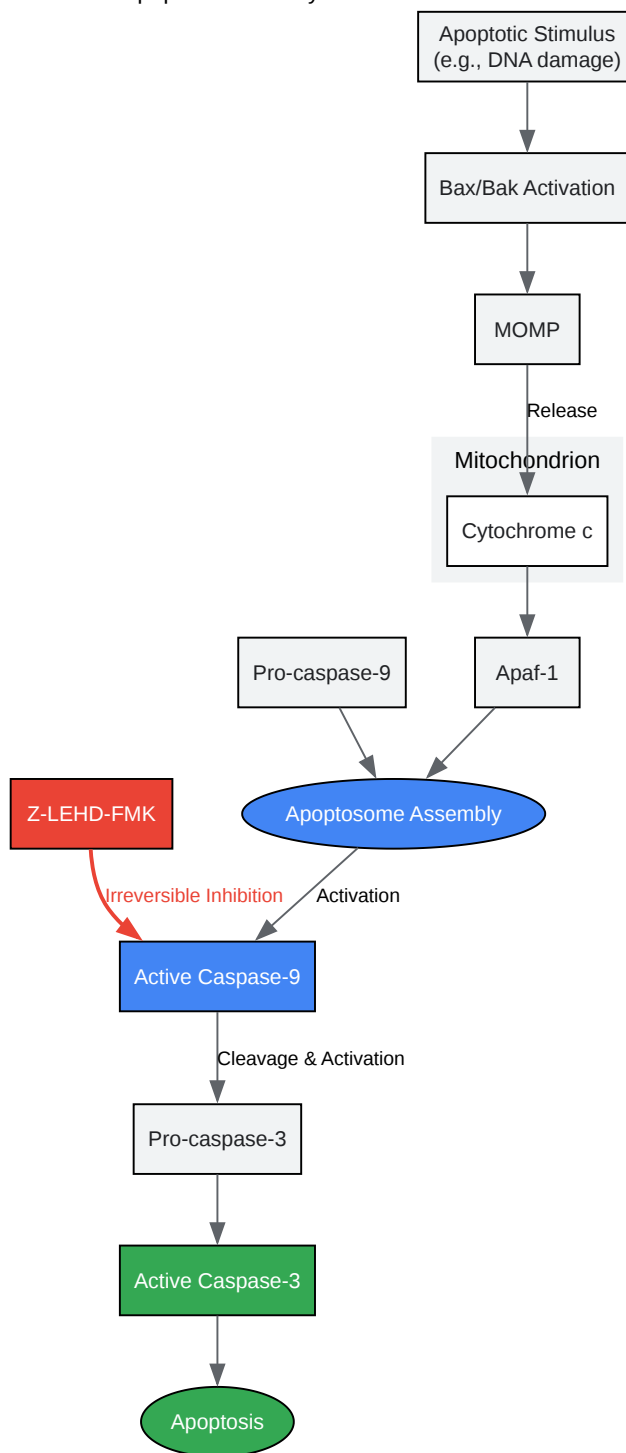 Apoptotic Stimulus
(e.g., DNA damage)
Bax/Bak Activation
MOMP
Release
Mitochondrion
Cytochrome c
Pro-caspase-9
Apaf-1
Z-LEHD-FMK
Apoptosome Assembly
Irreversible Inhibition
Activation
Active Caspase-9
Cleavage & Activation
Pro-caspase-3
Active Caspase-3
Apoptosis